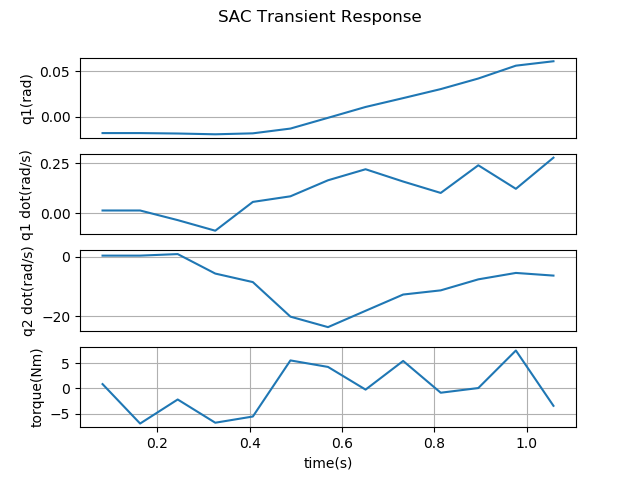 SAC Transient Response
q1(rad)
0.05
0.00
q1 dot(rad/s)
0.25
0.00
q2 dot(rad/s)
0
−20
torque(Nm)
5
0
−5
0.2 0.4 0.6 0.8 1.0
time(s)